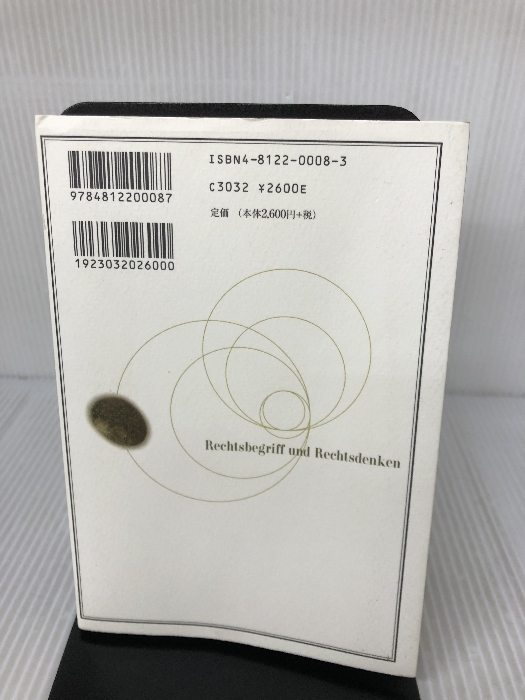 ISBN4-8122-0008-3
C3032 ¥2600E
定価 （本体2,600円+税）
9784812200087
1923032026000
Rechtsbegriff und Rechtsdenken